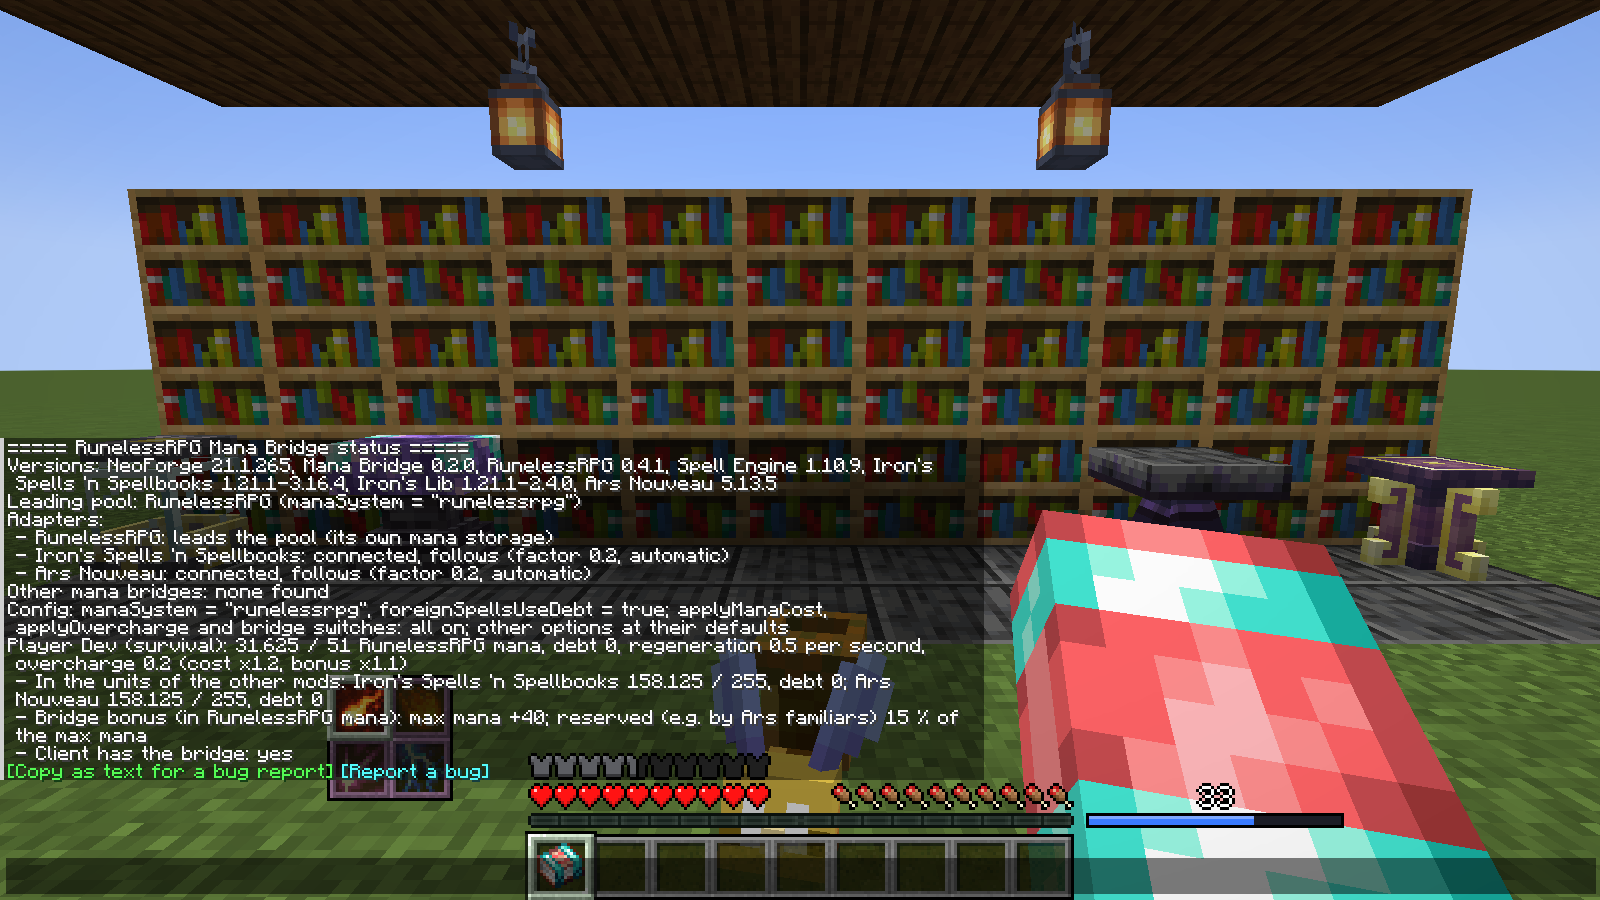 ===== RunelessRPG Mana Bridge status =====
Versions: NeoForge 21.1.265, Mana Bridge 0.2.0, RunelessRPG 0.4.1, Spell Engine 1.10.9, Iron's
Spells 'n Spellbooks 1.21.1-3.16.4, Iron's Lib 1.21.1-2.4.0, Ars Nouveau 5.13.5
Leading pool: RunelessRPG (manaSystem = "runelessrpg")
Adapters:
- RunelessRPG: leads the pool (its own mana storage)
- Iron's Spells 'n Spellbooks: connected, follows (factor 0.2, automatic)
- Ars Nouveau: connected, follows (factor 0.2, automatic)
Other mana bridges: none found
Config: manaSystem = "runelessrpg", foreignSpellsUseDebt = true; applyManaCost,
applyOvercharge and bridge switches: all on; other options at their defaults
Player Dev (survival): 31.625 / 51 RunelessRPG mana, debt 0, regeneration 0.5 per second,
overcharge 0.2 (cost x1.2, bonus x1.1)
- In the units of the other mods: Iron's Spells 'n Spellbooks 158.125 / 255, debt 0; Ars
Nouveau 158.125 / 255, debt 0
- Bridge bonus (in RunelessRPG mana): max mana +40; reserved (e.g. by Ars familiars) 15 % of
the max mana
- Client has the bridge: yes
[Copy as text for a bug report] [Report a bug]